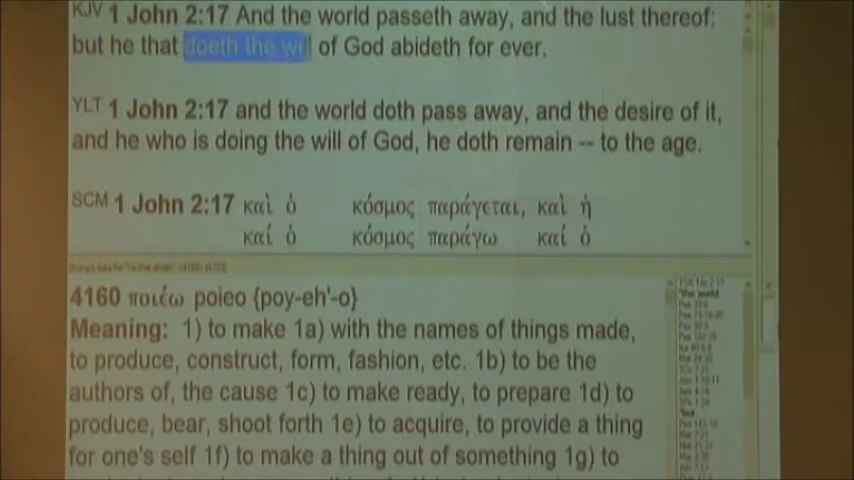 KJV 1 John 2:17 And the world passeth away, and the lust thereof:
but he that doeth the will of God abideth for ever.
YLT 1 John 2:17 and the world doth pass away, and the desire of it,
and he who is doing the will of God, he doth remain -- to the age.
SCM 1 John 2:17 καὶ ὁ κόσμος παράγεται, καὶ ἡ
καί ὁ κόσμος παράγω καί ὁ
4160 ποιέω poieo {poy-eh'-o}
Meaning: 1) to make 1a) with the names of things made,
to produce, construct, form, fashion, etc. 1b) to be the
authors of, the cause 1c) to make ready, to prepare 1d) to
produce, bear, shoot forth 1e) to acquire, to provide a thing
for one's self 1f) to make a thing out of something 1g) to
"the world
"but